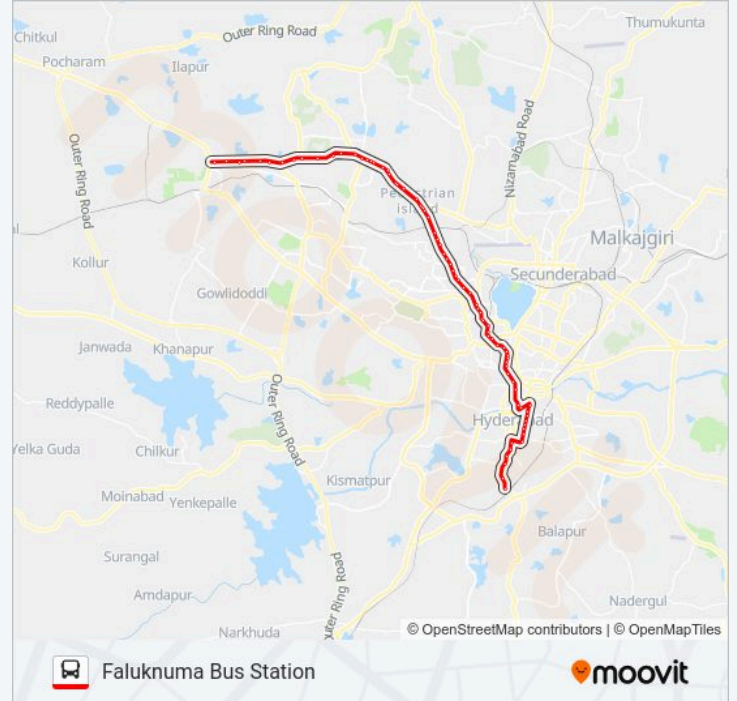 Thumukunta
Chitkul
Outer Ring Road
Pocharam
Ilapur
Nizamabad Road
Outer Ring Road
Pedestrian
island
Malkajgiri
Kollur
Secunderabad
Gowlidoddi
Janwada
Khanapur
Outer Ring Road
Reddypalle
Hyderabad
Yelka Guda
Chilkur
Kismatpur
Moinabad
Yenkepalle
Balapur
Surangal
uter Ring Road
Amdapur
Nadergul
Narkhuda
© OpenStreetMap contributors | © OpenMapTiles
Faluknuma Bus Station
moovit